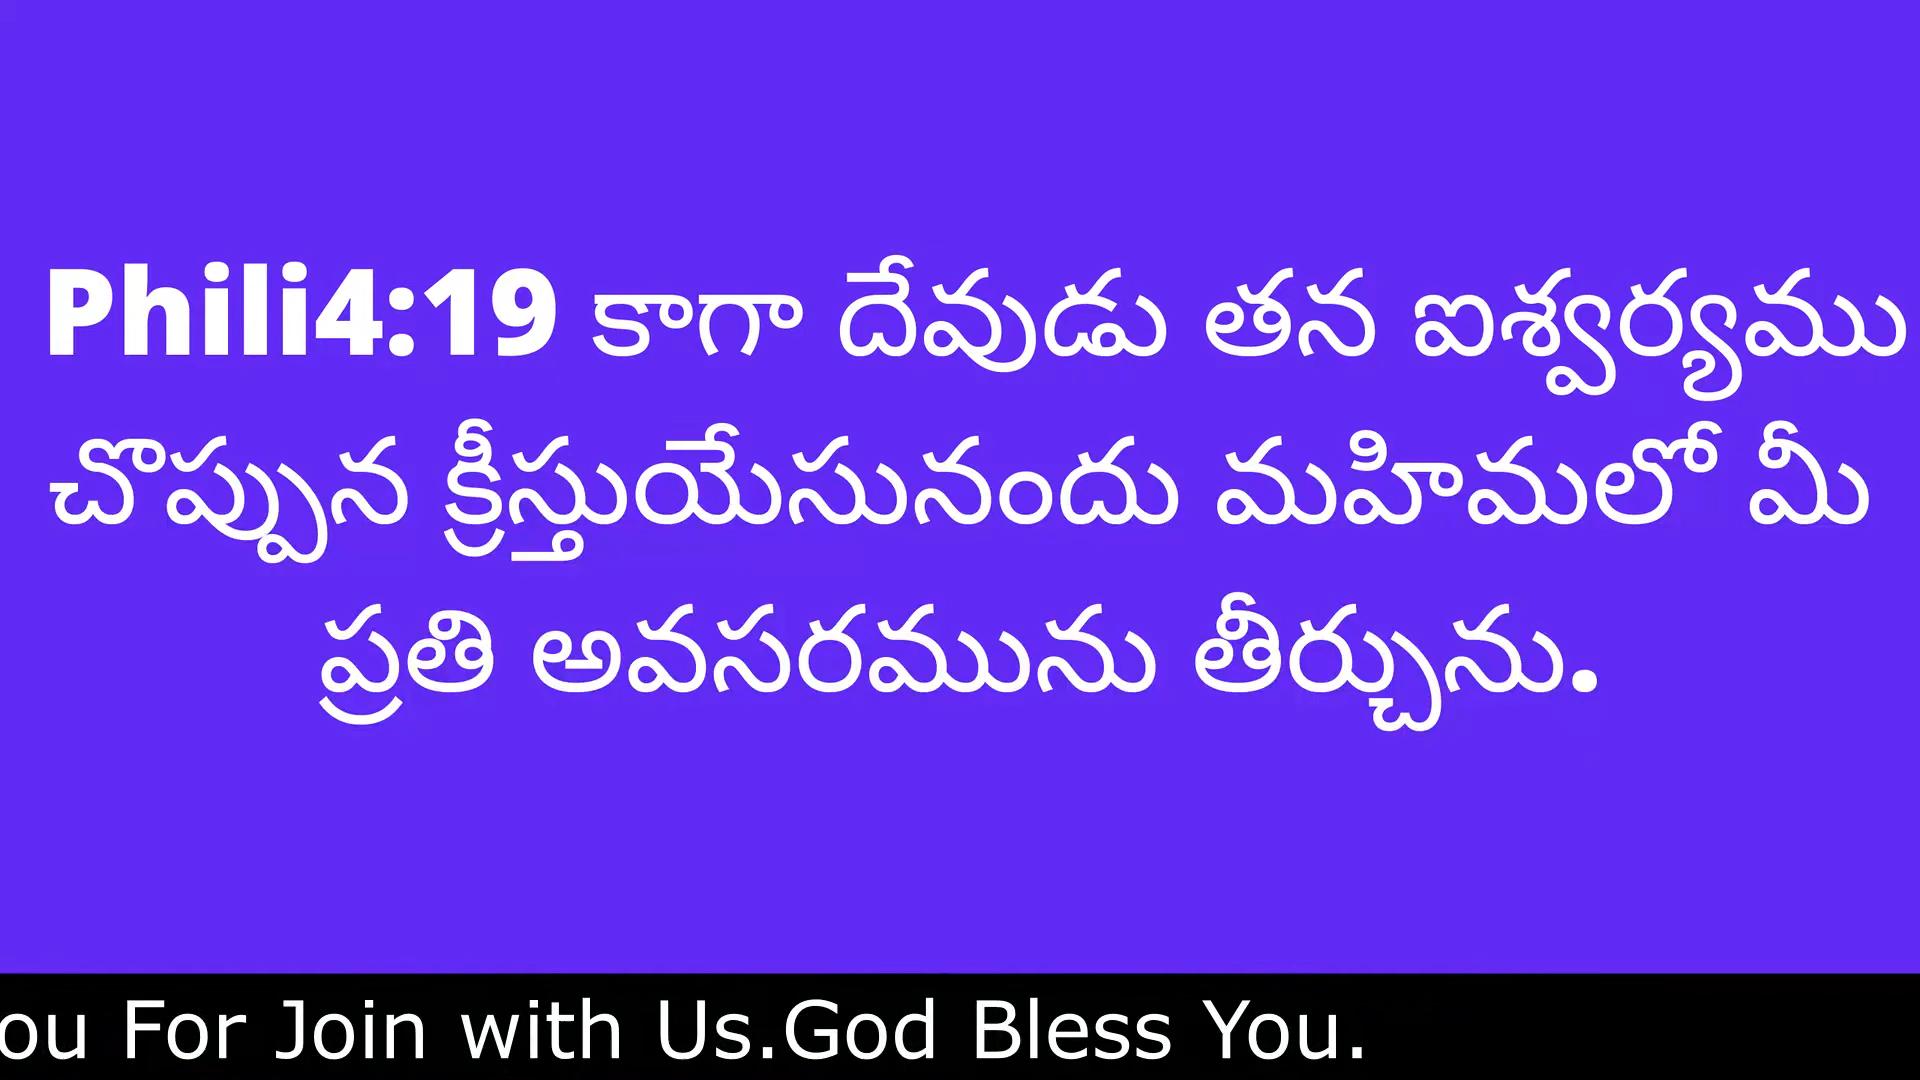 Phili4:19 కాగా దేవుడు తన ఐశ్వర్యము
చొప్పున క్రీస్తుయేసునందు మహిమలో మీ
ప్రతి అవసరమును తీర్చును.
ou For Join with Us.God Bless You.